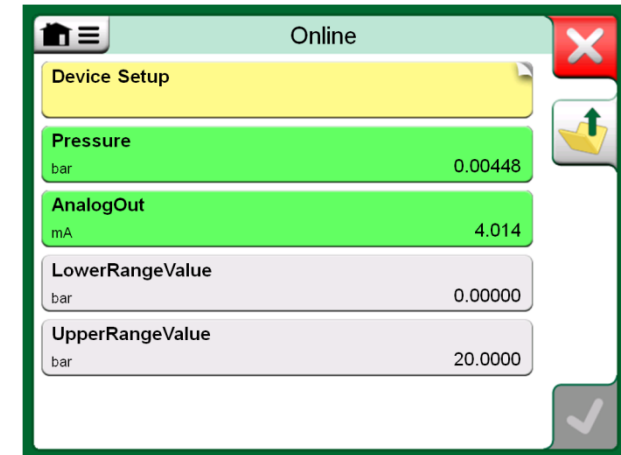 Online
Device Setup
Pressure
bar 0.00448
AnalogOut
mA 4.014
LowerRangeValue
bar 0.00000
UpperRangeValue
bar 20.0000